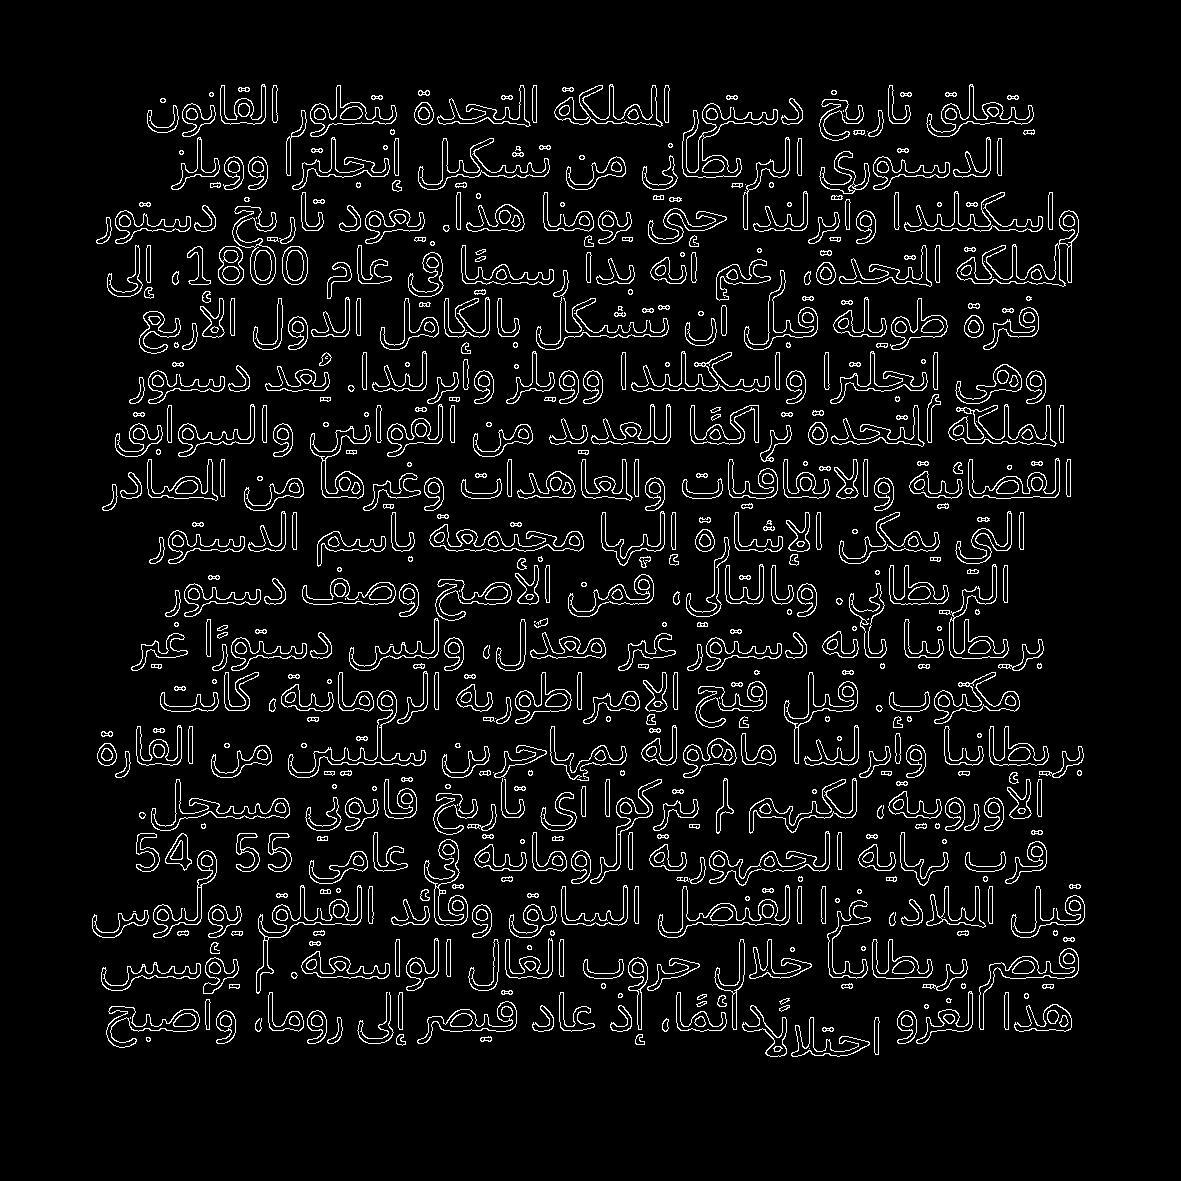 يتعلق تاريخ دستور المملكة المتحدة بتطور القانون
الدستوري البريطاني من تشكيل إنجلترا وويلز
واسكتلندا وأيرلندا حتى يومنا هذا. يعود تاريخ دستور
المملكة المتحدة، رغم أنه بدأ رسميًا في عام 1800، إلى
فترة طويلة قبل أن تتشكل بالكامل الدول الأربع
وهي إنجلترا واسكتلندا وويلز وأيرلندا. يُعد دستور
المملكة المتحدة تراكمًا للعديد من القوانين والسوابق
القضائية والاتفاقيات والمعاهدات وغيرها من المصادر
التي يمكن الإشارة إليها مجتمعة باسم الدستور
البريطاني. وبالتالي، فمن الأصح وصف دستور
بريطانيا بأنه دستور غير معدّل، وليس دستورًا غير
مكتوب. قبل فتح الإمبراطورية الرومانية، كانت
بريطانيا وأيرلندا مأهولة بمهاجرين سلتيين من القارة
الأوروبية، لكنهم لم يتركوا أي تاريخ قانوني مسجل.
قرب نهاية الجمهورية الرومانية في عامي 55 و54
قبل الميلاد، غزا القنصل السابق وقائد الفيلق يوليوس
قيصر بريطانيا خلال حروب الغال الواسعة. لم يؤسس
هذا الغزو احتلالًا دائمًا، إذ عاد قيصر إلى روما، وأصبح